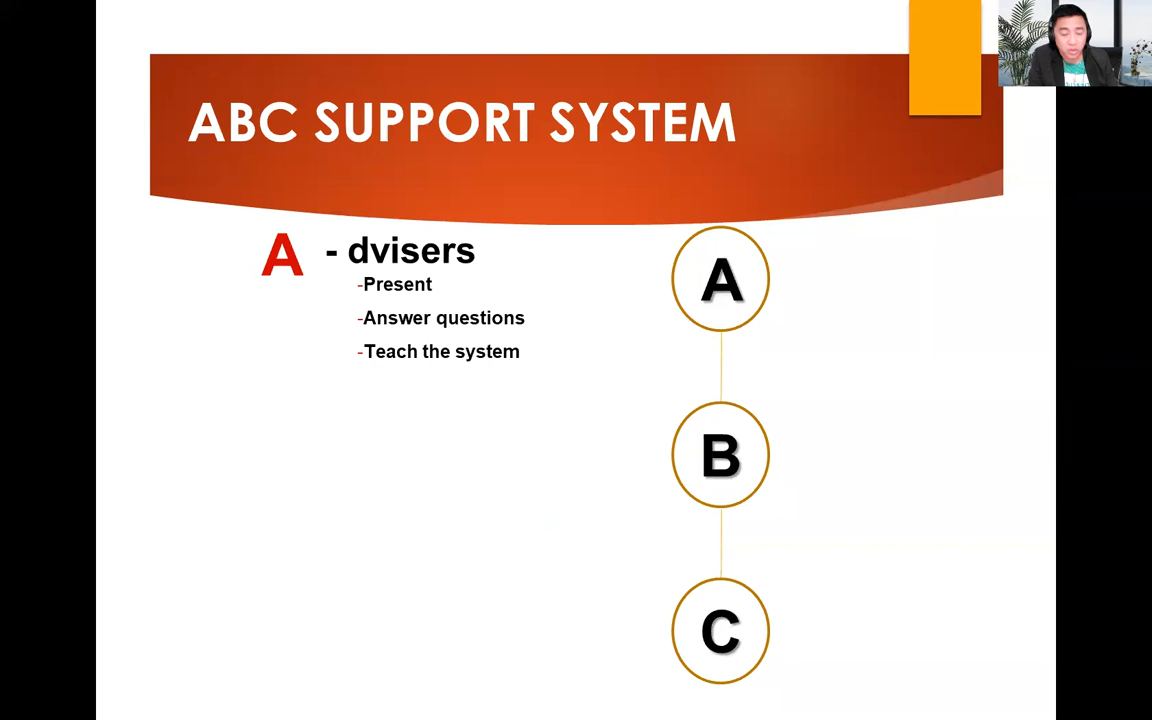 ABC SUPPORT SYSTEM
A - dvisers
-Present
-Answer questions
-Teach the system
A
B
C